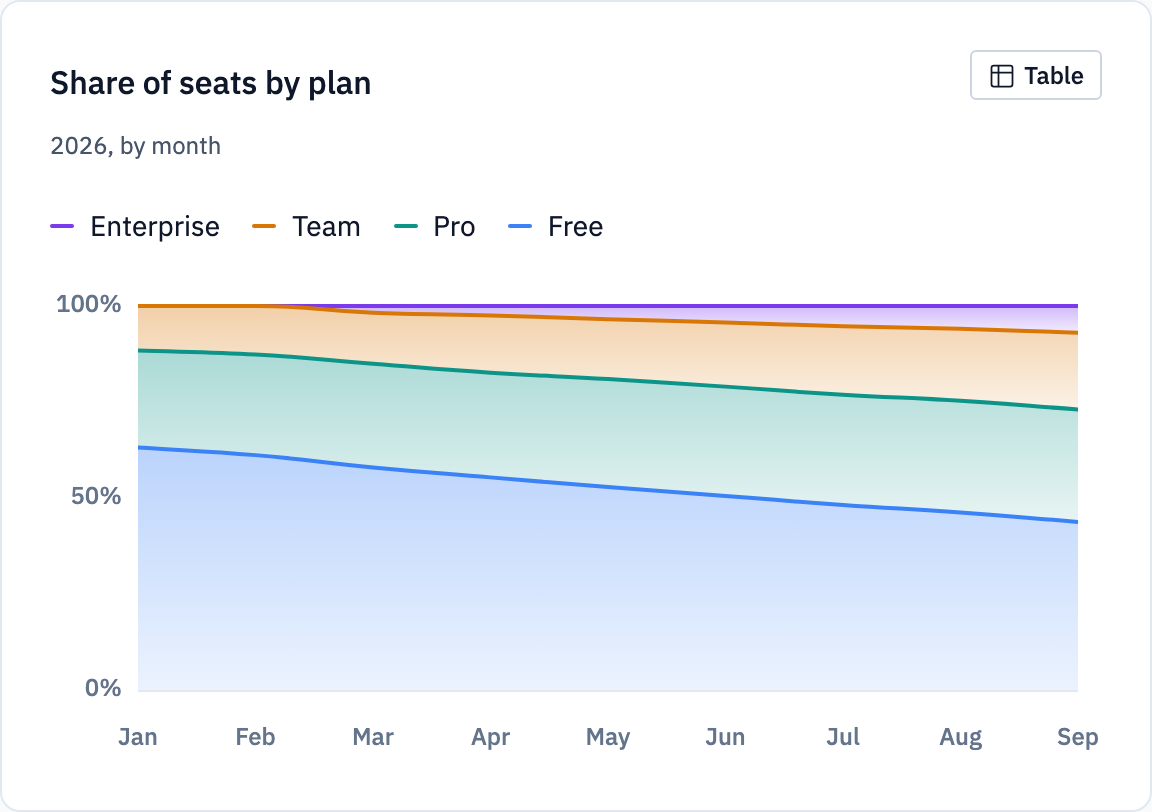 Share of seats by plan
Table
2026, by month
Enterprise Team Pro Free
100%
50%
0%
Jan Feb Mar Apr May Jun Jul Aug Sep